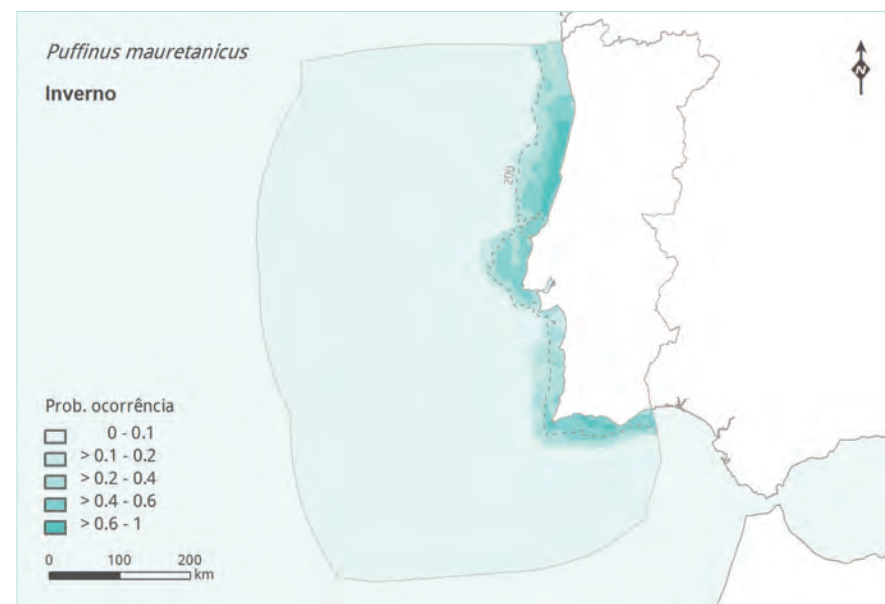 Puffinus mauretanicus
Inverno
N
200
Prob. ocorrência
0 - 0.1
> 0.1 - 0.2
> 0.2 - 0.4
> 0.4 - 0.6
> 0.6 - 1
0 100 200
km